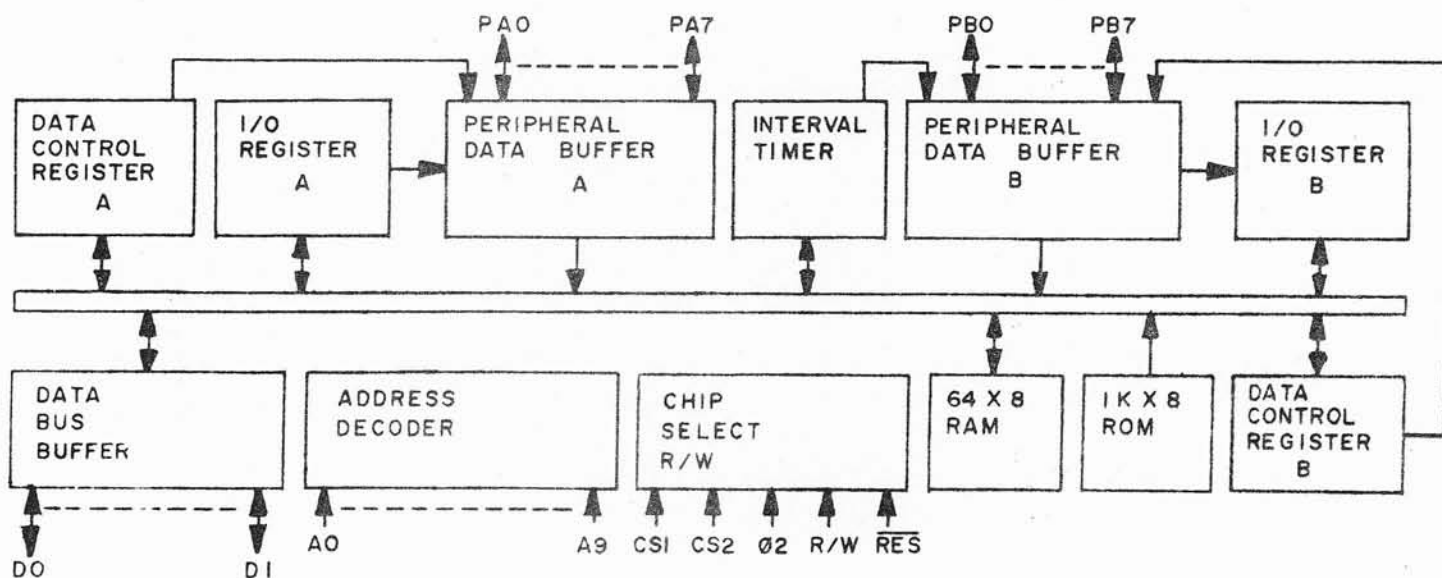 PA0 PA7 PB0 PB7
DATA
CONTROL
REGISTER
A
I/O
REGISTER
A
PERIPHERAL
DATA BUFFER
A
INTERVAL
TIMER
PERIPHERAL
DATA BUFFER
B
I/O
REGISTER
B
DATA
BUS
BUFFER
ADDRESS
DECODER
CHIP
SELECT
R/W
64 X 8
RAM
1K X 8
ROM
DATA
CONTROL
REGISTER
B
A0 A9 CS1 CS2 Ø2 R/W R̅E̅S̅
D0 D1